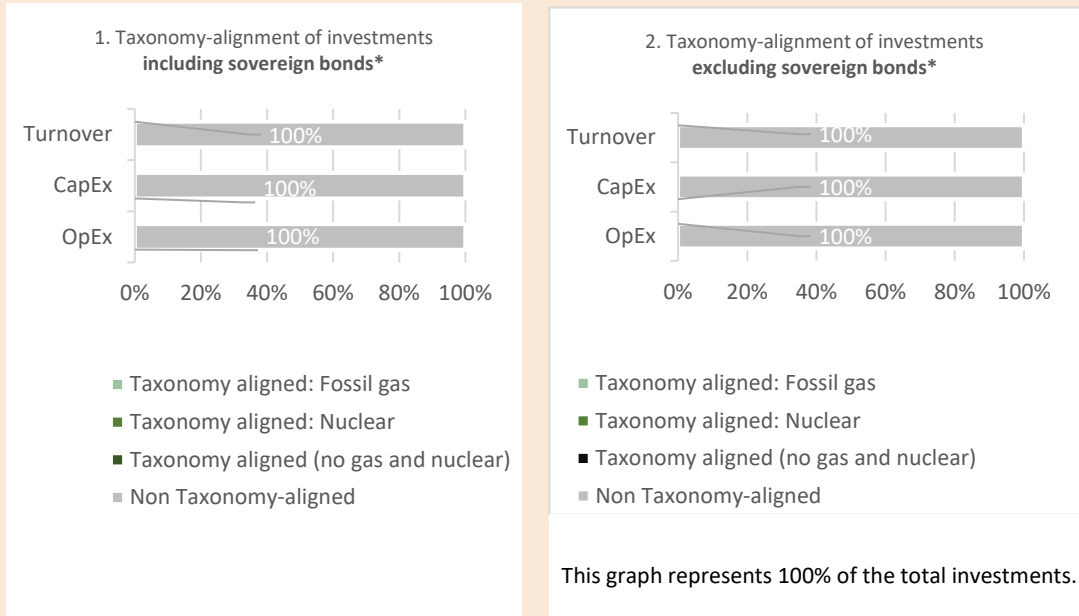 1. Taxonomy-alignment of investments
including sovereign bonds*
Turnover
100%
CapEx
100%
OpEx
100%
0% 20% 40% 60% 80% 100%
Taxonomy aligned: Fossil gas
Taxonomy aligned: Nuclear
Taxonomy aligned (no gas and nuclear)
Non Taxonomy-aligned
2. Taxonomy-alignment of investments
excluding sovereign bonds*
Turnover
100%
CapEx
100%
OpEx
100%
0% 20% 40% 60% 80% 100%
Taxonomy aligned: Fossil gas
Taxonomy aligned: Nuclear
Taxonomy aligned (no gas and nuclear)
Non Taxonomy-aligned
This graph represents 100% of the total investments.